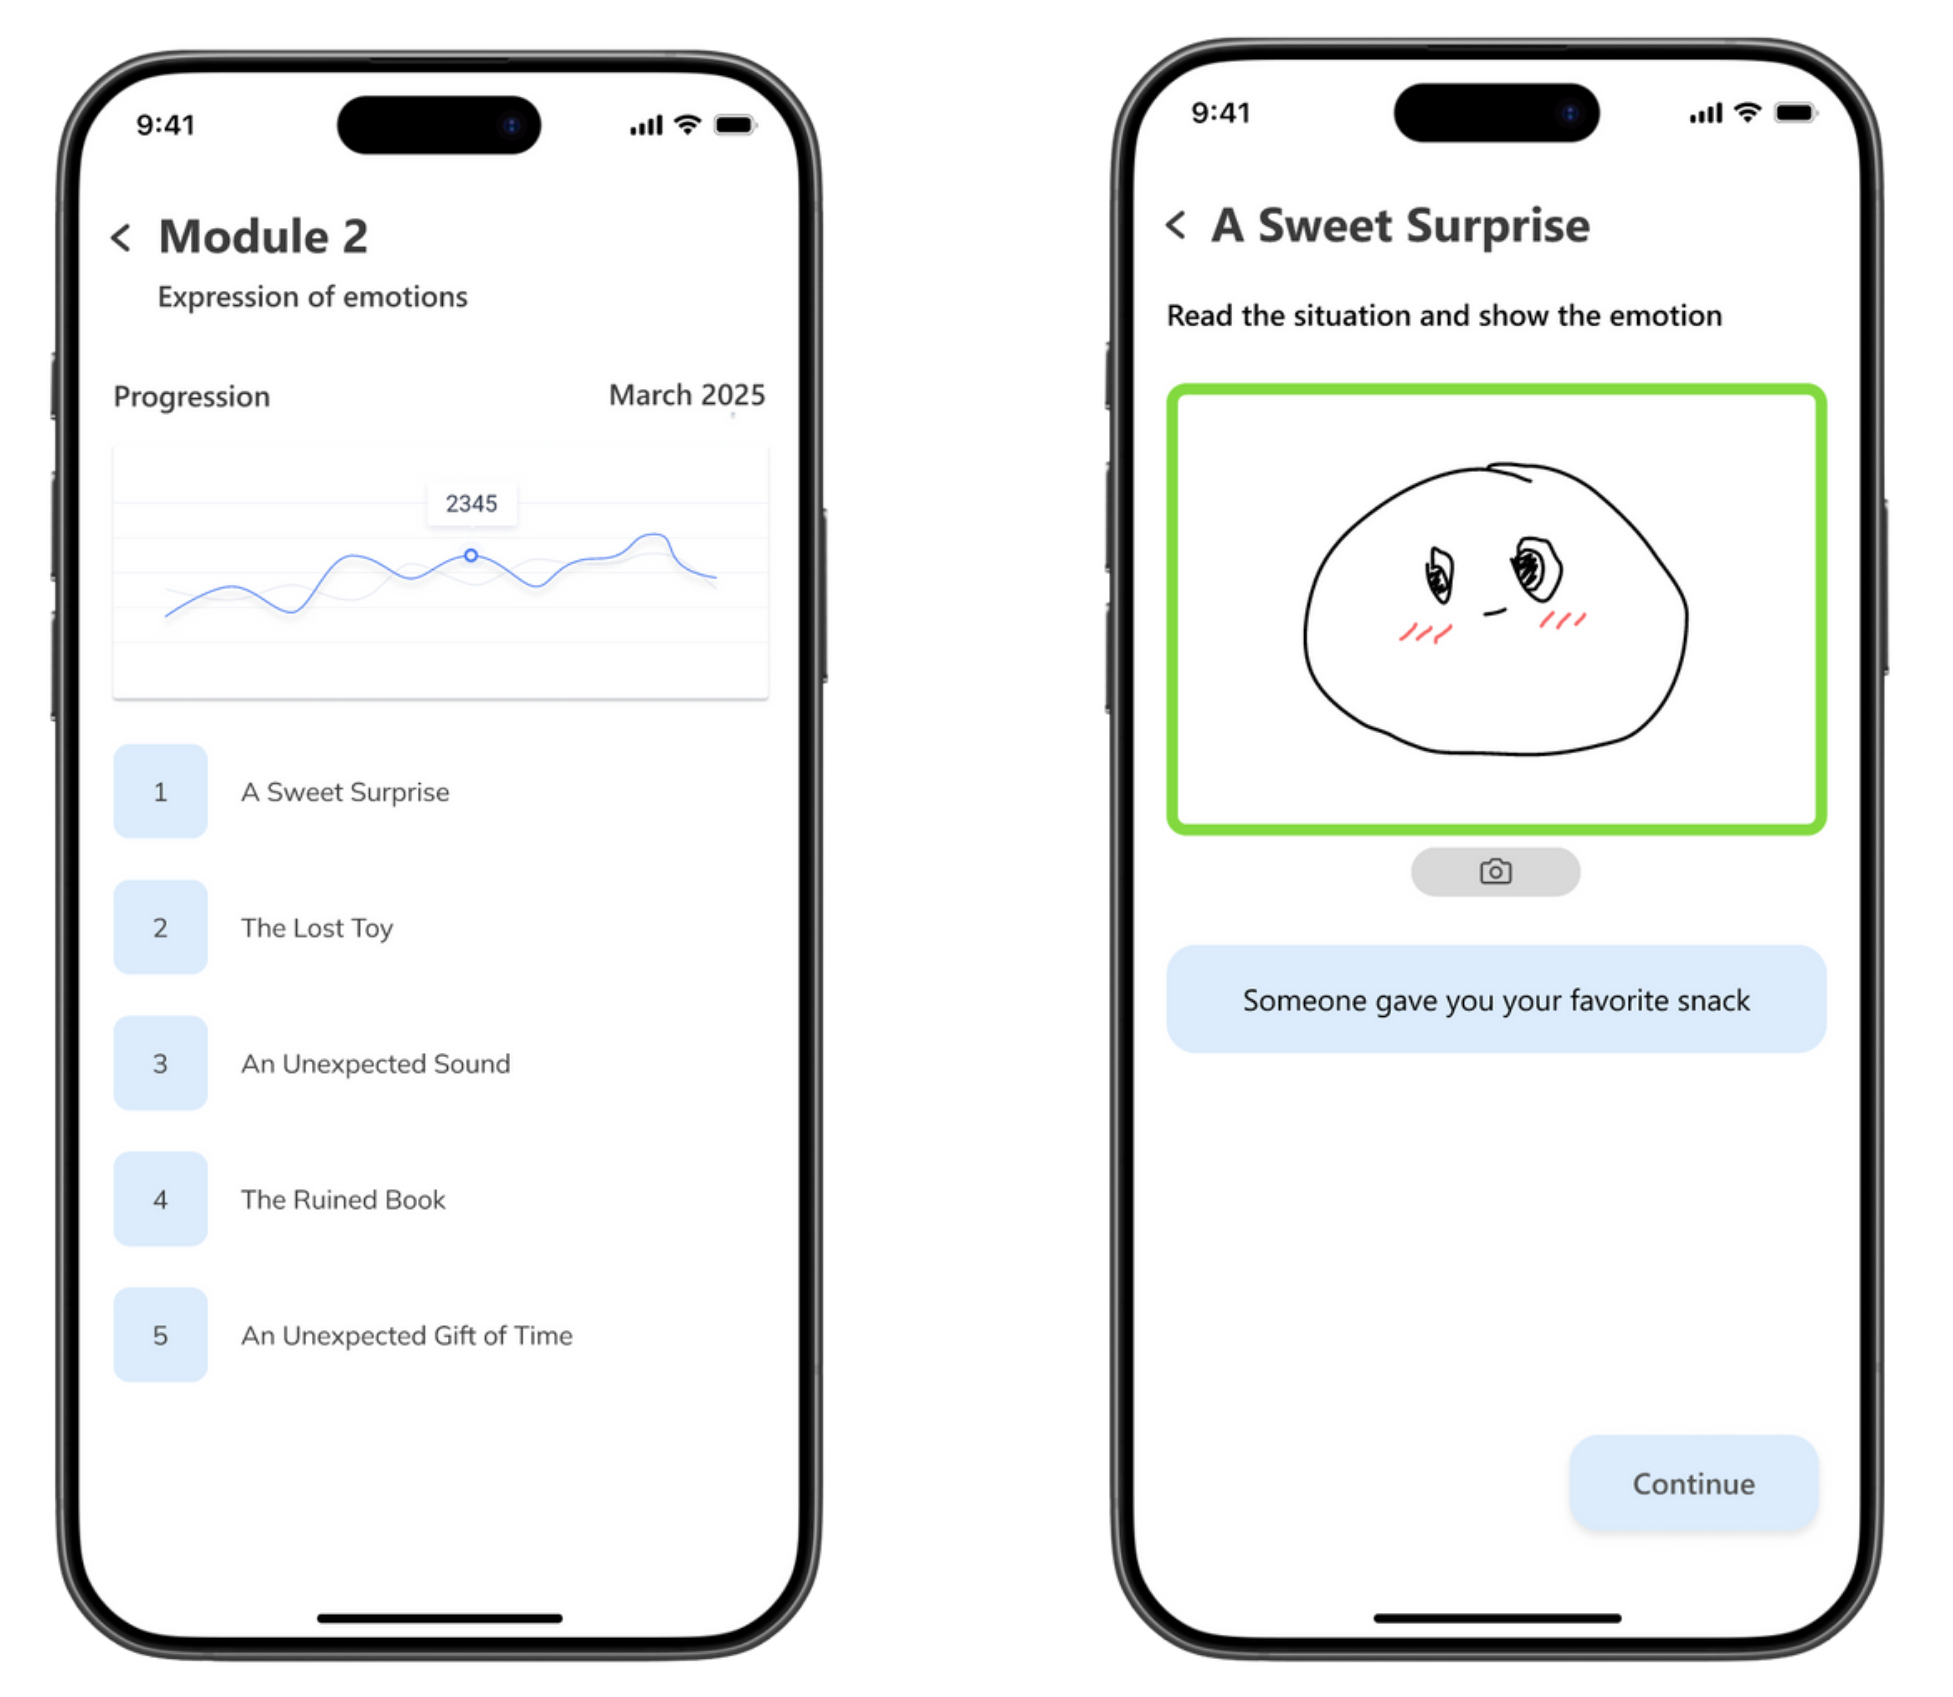 9:41
Module 2
Expression of emotions
Progression March 2025
2345
1 A Sweet Surprise
2 The Lost Toy
3 An Unexpected Sound
4 The Ruined Book
5 An Unexpected Gift of Time
9:41
A Sweet Surprise
Read the situation and show the emotion
Someone gave you your favorite snack
Continue